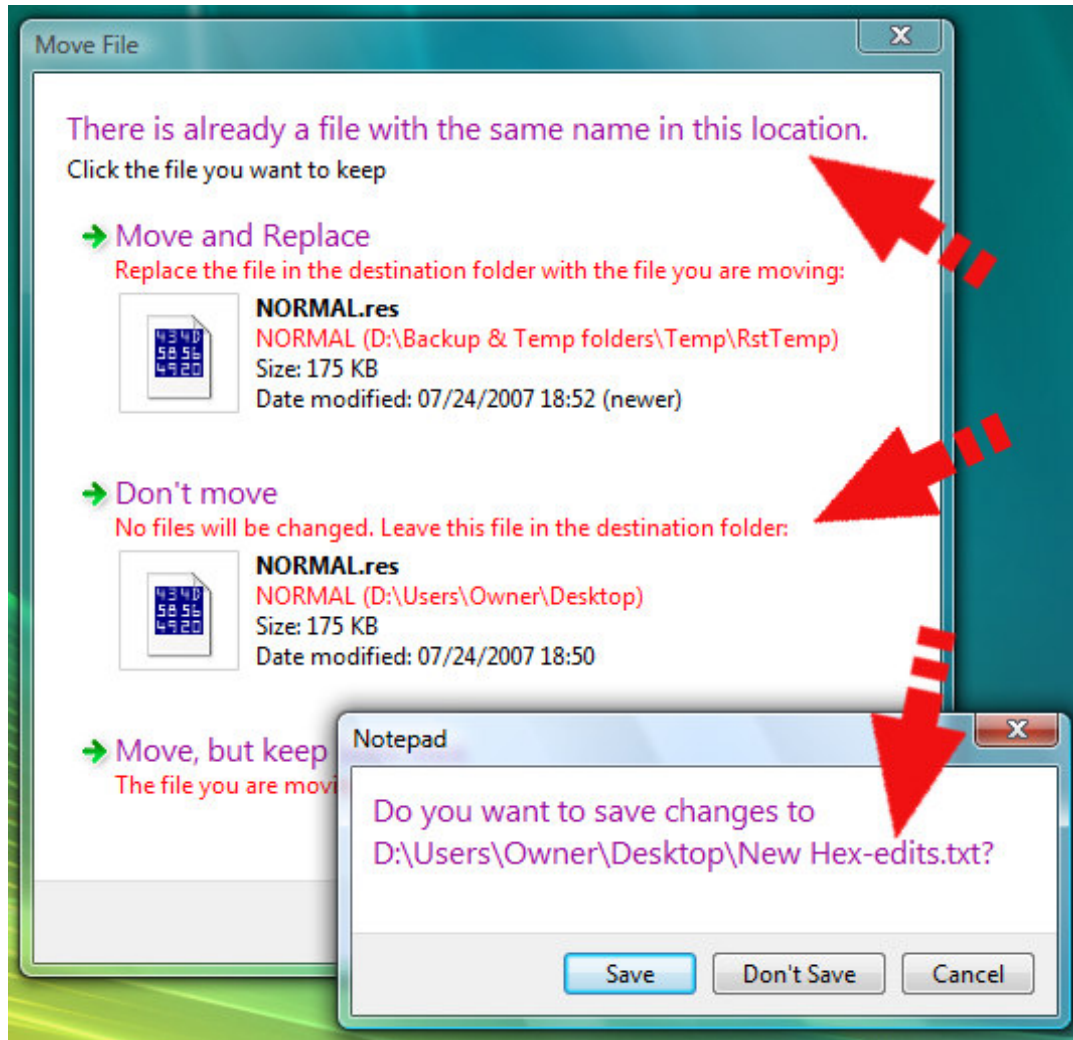 Move File
There is already a file with the same name in this location.
Click the file you want to keep
Move and Replace
Replace the file in the destination folder with the file you are moving:
NORMAL.res
NORMAL (D:\Backup & Temp folders\Temp\RstTemp)
Size: 175 KB
Date modified: 07/24/2007 18:52 (newer)
Don't move
No files will be changed. Leave this file in the destination folder:
NORMAL.res
NORMAL (D:\Users\Owner\Desktop)
Size: 175 KB
Date modified: 07/24/2007 18:50
Move, but keep
The file you are movi
Notepad
Do you want to save changes to
D:\Users\Owner\Desktop\New Hex-edits.txt?
Save Don't Save Cancel